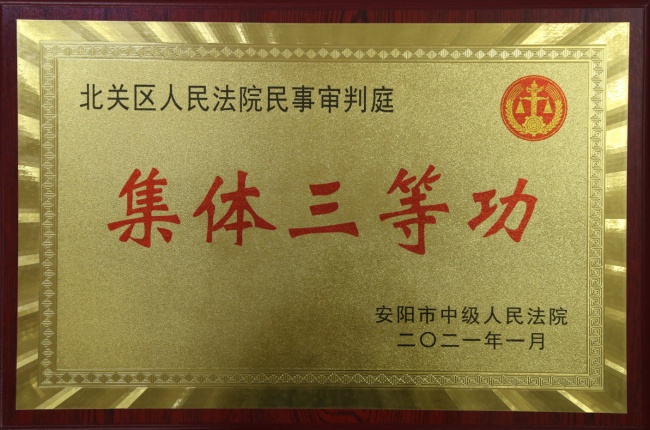 北关区人民法院民事审判庭
集体三等功
安阳市中级人民法院
二〇二一年一月